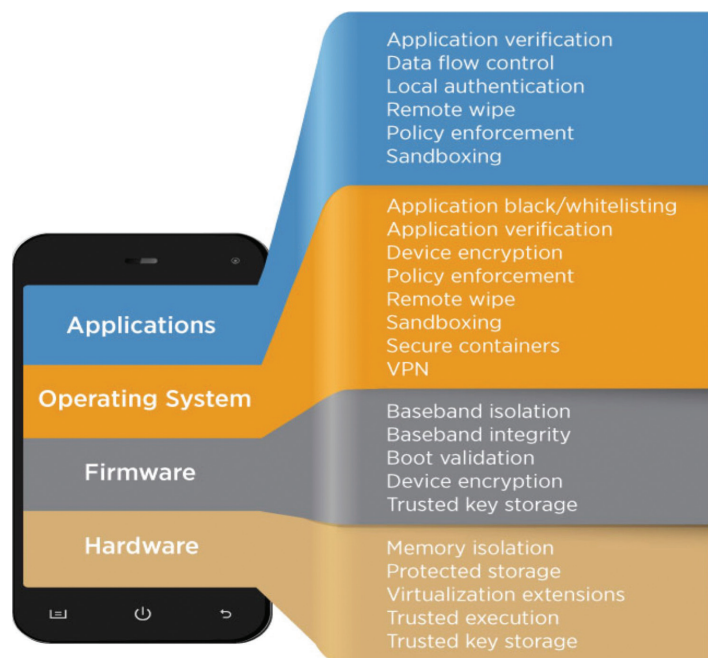 Application verification
Data flow control
Local authentication
Remote wipe
Policy enforcement
Sandboxing
Application black/whitelisting
Application verification
Device encryption
Policy enforcement
Remote wipe
Sandboxing
Secure containers
VPN
Applications
Operating System
Firmware
Hardware
Baseband isolation
Baseband integrity
Boot validation
Device encryption
Trusted key storage
Memory isolation
Protected storage
Virtualization extensions
Trusted execution
Trusted key storage